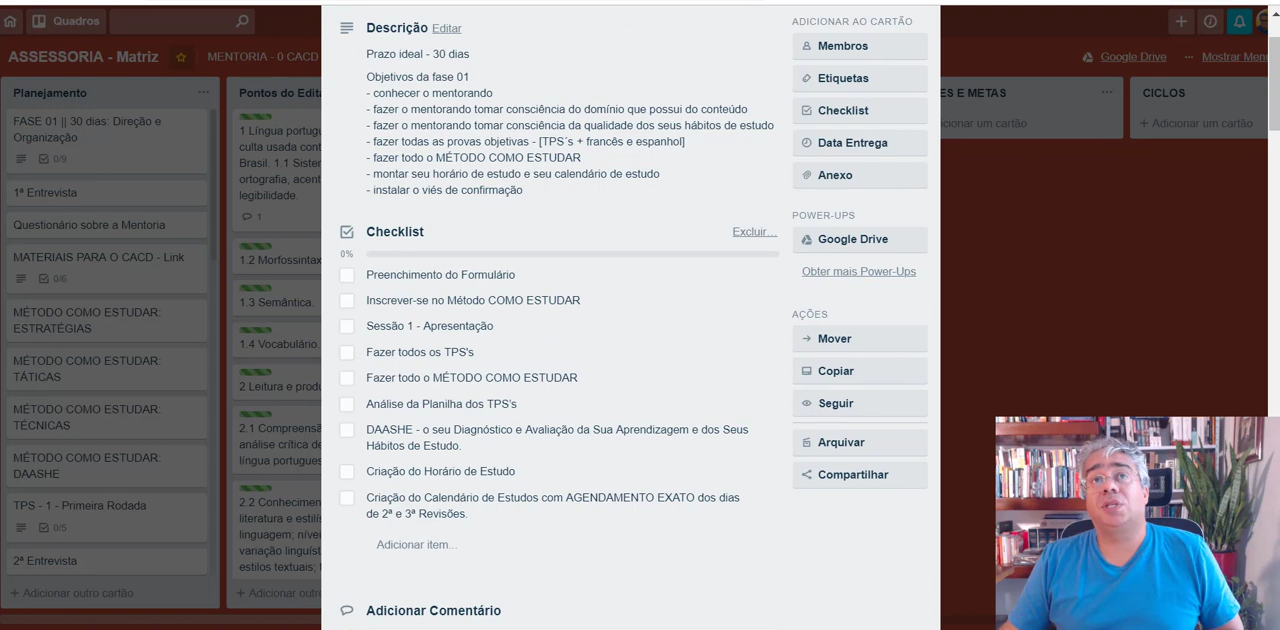 Quadros
ASSESSORIA - Matriz
MENTORIA - 0 CACD
Google Drive
Mostrar Menu
Planejamento
FASE 01 || 30 dias: Direção e
Organização
0/9
1ª Entrevista
Questionário sobre a Mentoria
MATERIAIS PARA O CACD - Link
0/6
MÉTODO COMO ESTUDAR:
ESTRATÉGIAS
MÉTODO COMO ESTUDAR:
TÁTICAS
MÉTODO COMO ESTUDAR:
TÉCNICAS
MÉTODO COMO ESTUDAR:
DAASHE
TPS - 1 - Primeira Rodada
0/5
2ª Entrevista
+ Adicionar outro cartão
Pontos do Edita
1 Língua portugu
culta usada cont
Brasil. 1.1 Sistem
ortografia, acent
legibilidade.
1
1.2 Morfossintax
1.3 Semântica.
1.4 Vocabulário
2 Leitura e produ
2.1 Compreensã
análise crítica de
língua portugues
2.2 Conheciment
literatura e estilís
linguagem; nívei
variação linguíst
estilos textuais; t
+ Adicionar out
Descrição Editar
Prazo ideal - 30 dias
Objetivos da fase 01
- conhecer o mentorando
- fazer o mentorando tomar consciência do domínio que possui do conteúdo
- fazer o mentorando tomar consciência da qualidade dos seus hábitos de estudo
- fazer todas as provas objetivas - [TPS´s + francês e espanhol]
- fazer todo o MÉTODO COMO ESTUDAR
- montar seu horário de estudo e seu calendário de estudo
- instalar o viés de confirmação
Checklist
Excluir...
0%
Preenchimento do Formulário
Inscrever-se no Método COMO ESTUDAR
Sessão 1 - Apresentação
Fazer todos os TPS's
Fazer todo o MÉTODO COMO ESTUDAR
Análise da Planilha dos TPS's
DAASHE - o seu Diagnóstico e Avaliação da Sua Aprendizagem e dos Seus
Hábitos de Estudo.
Criação do Horário de Estudo
Criação do Calendário de Estudos com AGENDAMENTO EXATO dos dias
de 2ª e 3ª Revisões.
Adicionar item...
Adicionar Comentário
ADICIONAR AO CARTÃO
Membros
Etiquetas
Checklist
Data Entrega
Anexo
POWER-UPS
Google Drive
Obter mais Power-Ups
AÇÕES
Mover
Copiar
Seguir
Arquivar
Compartilhar
ES E METAS
icionar um cartão
CICLOS
+ Adicionar um cartão